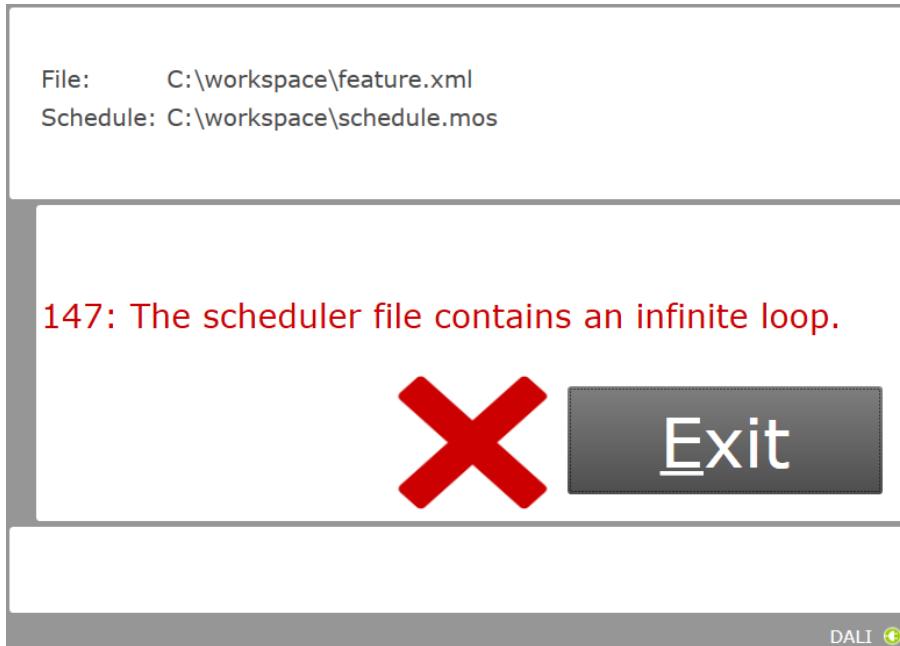 File: C:\workspace\feature.xml
Schedule: C:\workspace\schedule.mos
147: The scheduler file contains an infinite loop.
Exit
DALI